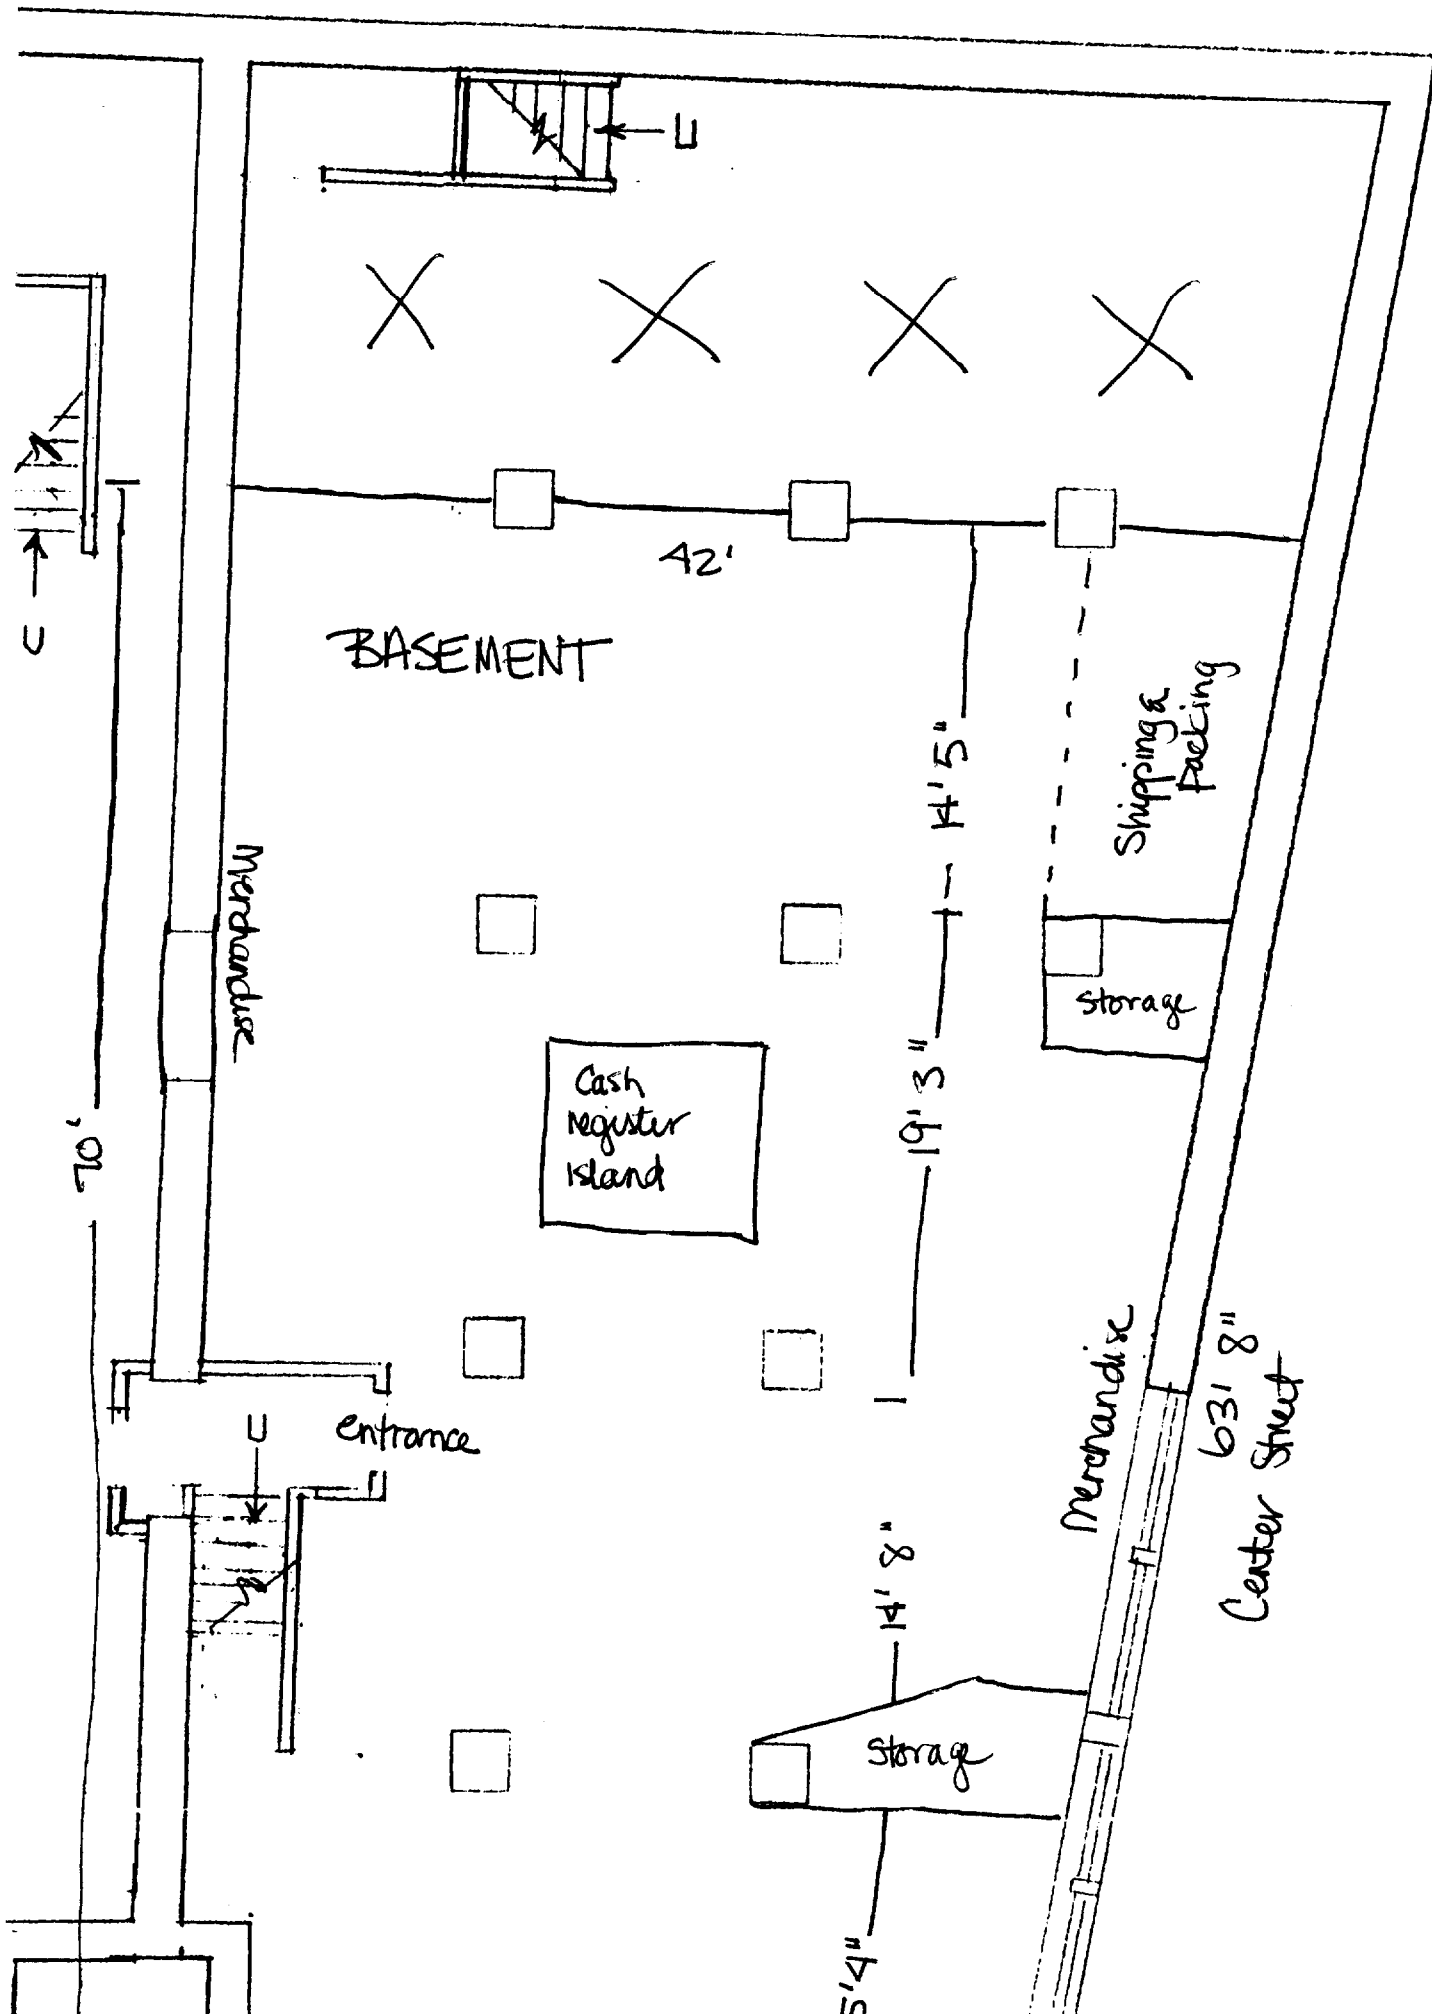 U
42'
BASEMENT
U
14' 5"
Shipping &
Packing
Merchandise
storage
Cash
register
Island
19' 3"
70'
Merchandise
63' 8"
Center Street
U
entrance
14' 8"
storage
5'4"